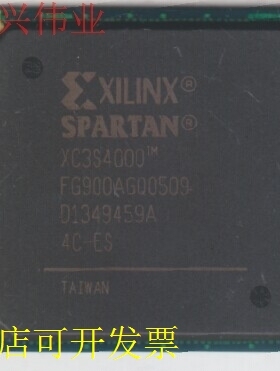 兴伟业
XILINX®
SPARTAN®
XC3S4000™
FG900AGQ0509
D1349459A
4C-ES
TAIWAN
店可开发票